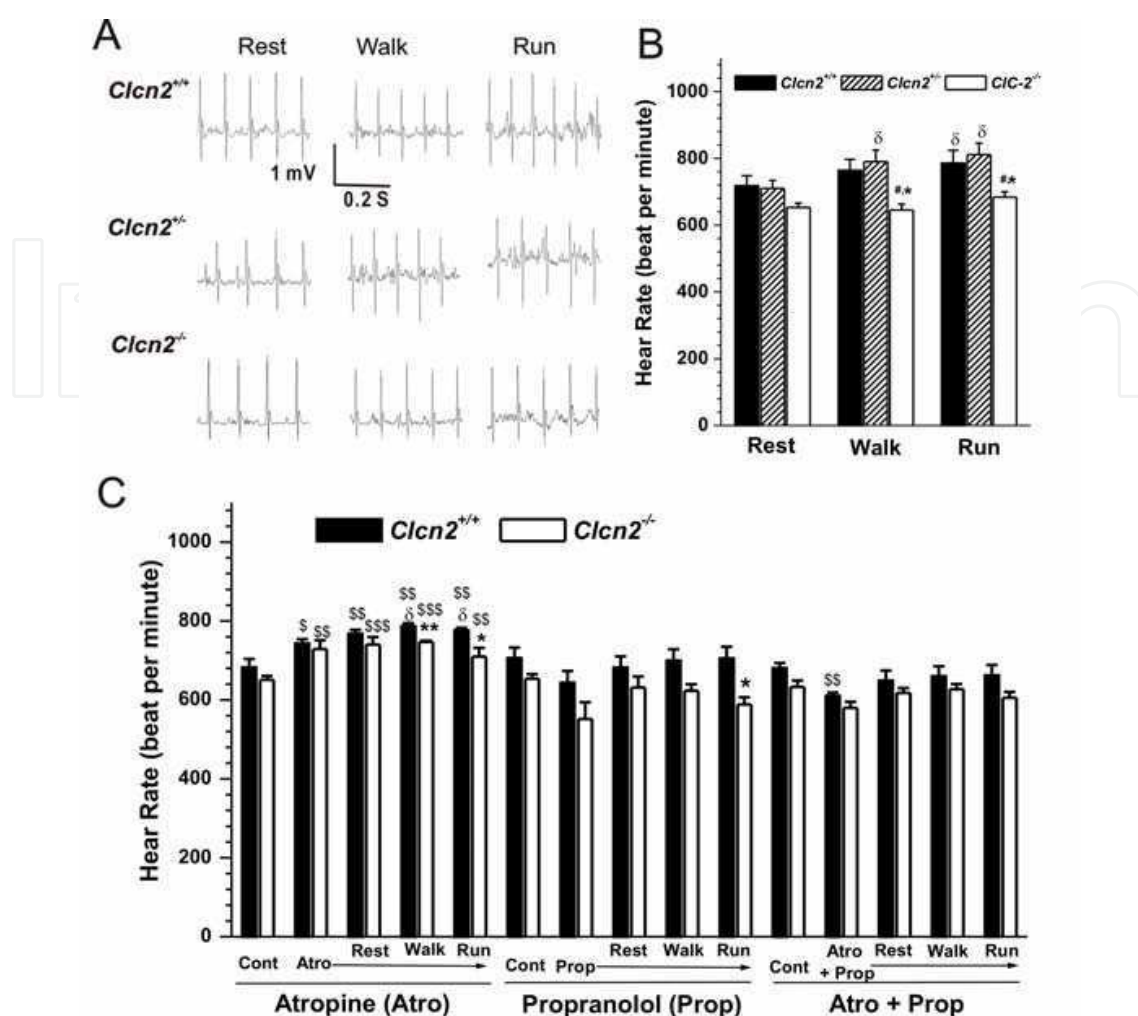 A
Rest Walk Run
Clcn2+/+
1 mV
0.2 S
Clcn2+/-
Clcn2-/-
B
Clcn2+/+ Clcn2+/- ClC-2-/-
Hear Rate (beat per minute)
1000
800
600
400
200
0
δ
#,*
δ δ
#,*
Rest Walk Run
C
Clcn2+/+ Clcn2-/-
Hear Rate (beat per minute)
1000
800
600
400
200
0
$ $$
$$ $$$
$$ δ $$$ **
$$ δ $$ *
*
$$
Cont Atro Rest Walk Run
Atropine (Atro)
Cont Prop Rest Walk Run
Propranolol (Prop)
Cont Atro + Prop Rest Walk Run
Atro + Prop